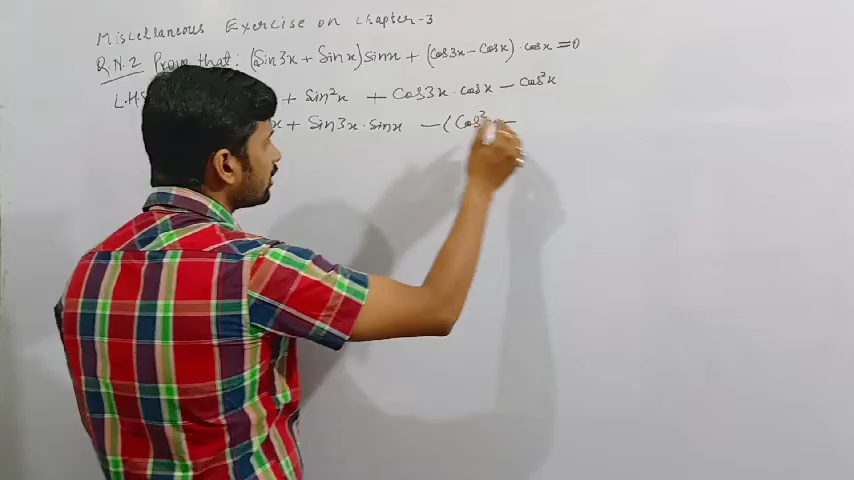 Miscellaneous Exercise on chapter-3
Q.N.2 Prove that: (Sin3x + Sinx)sinx + (Cos3x - Cosx)·cosx = 0
L.H.S + Sin²x + Cos3x·cosx - Cos²x
x + Sin3x·sinx - (Cos²x -